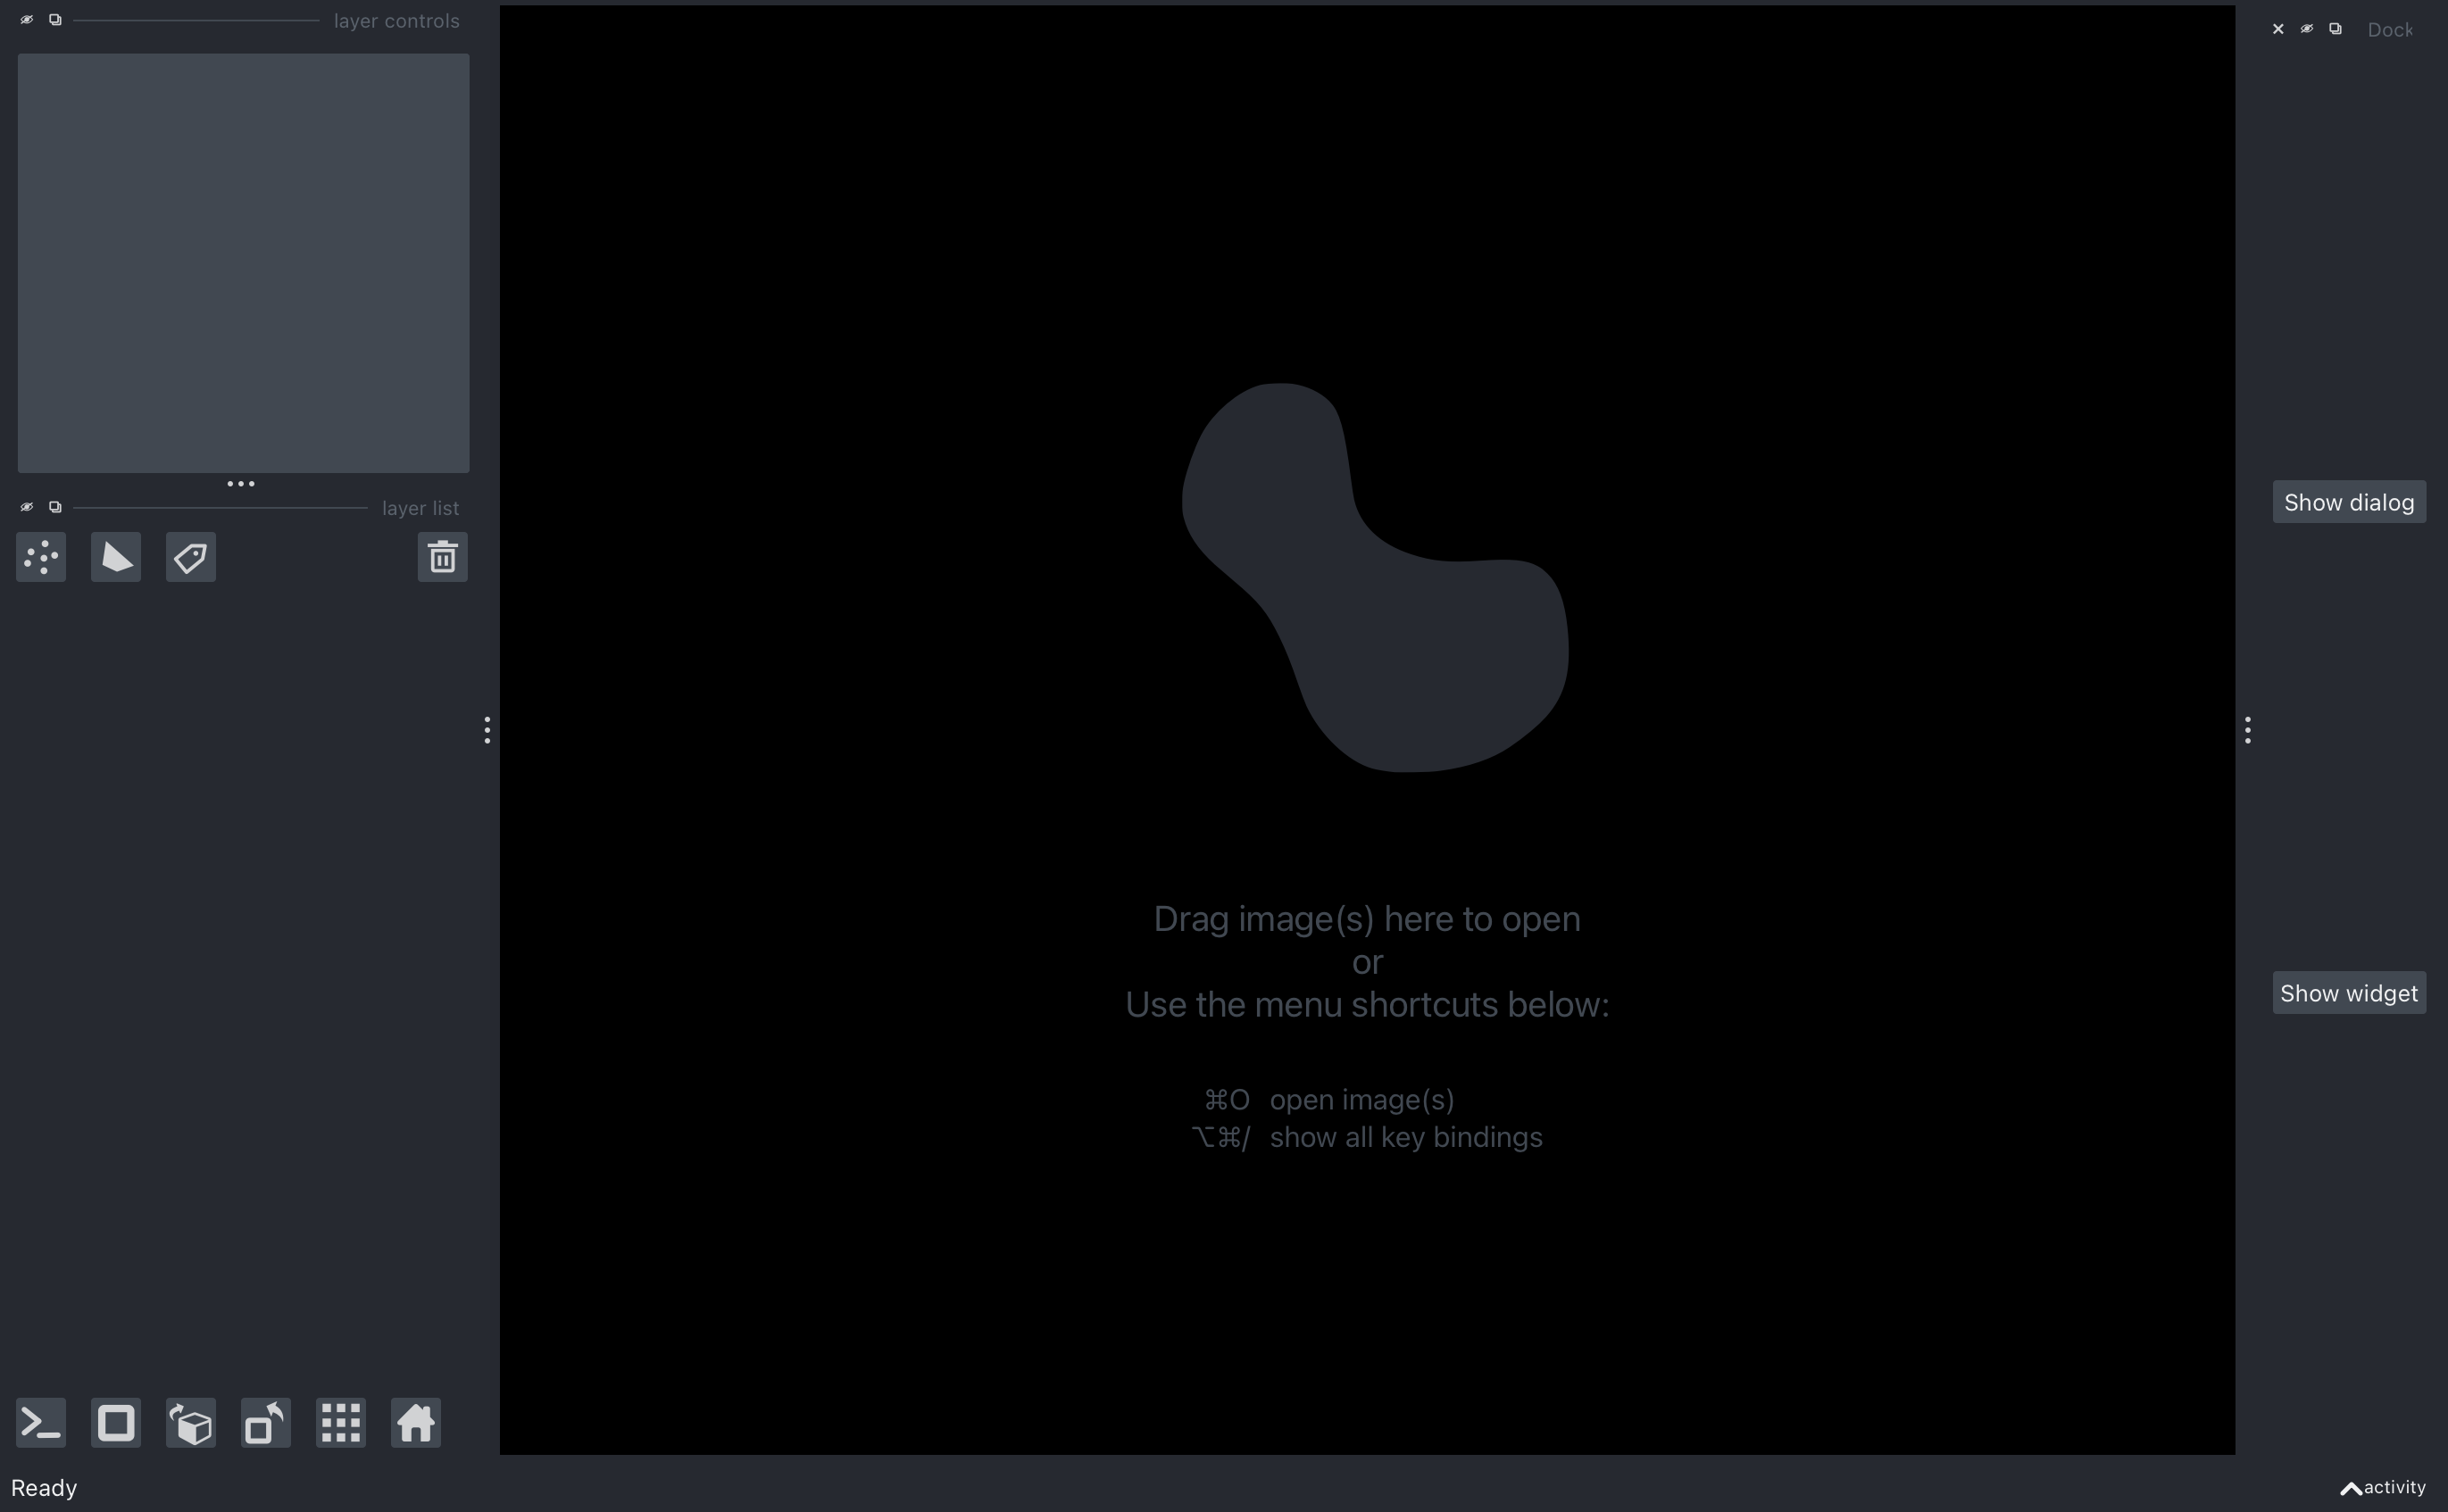 layer controls
Dock
layer list
Show dialog
Drag image(s) here to open
or
Use the menu shortcuts below:
Show widget
⌘O open image(s)
⌥⌘/ show all key bindings
Ready
activity